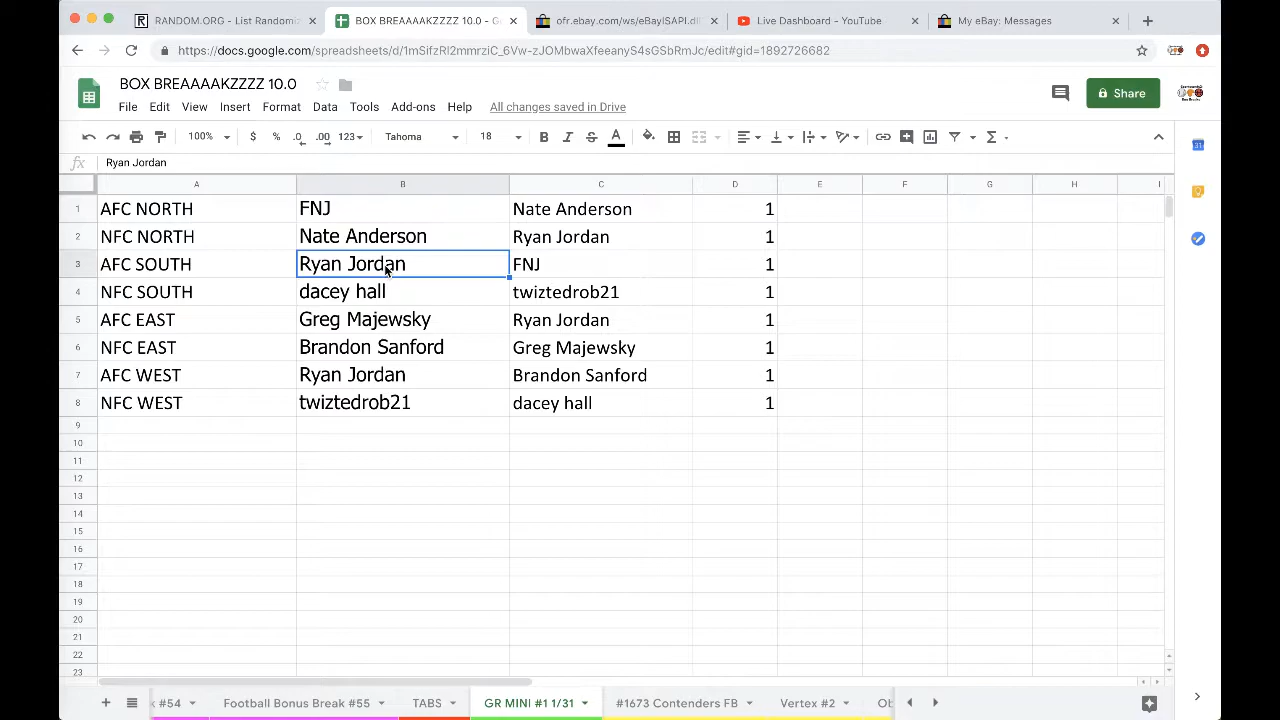 RANDOM.ORG - List Randomiz
BOX BREAAAAKZZZZ 10.0 - G
ofr.ebay.com/ws/eBayISAPI.dl
Live Dashboard - YouTube
My eBay: Messages
https://docs.google.com/spreadsheets/d/1mSifzRl2mmrziC_6Vw-zJOMbwaXfeeanyS4sGSbRmJc/edit#gid=1892726682
BOX BREAAAAKZZZZ 10.0
File Edit View Insert Format Data Tools Add-ons Help All changes saved in Drive
Share
100% $ % .0 .00 123 Tahoma 18 B I S A
fx Ryan Jordan
A B C D E F G H I
1 AFC NORTH FNJ Nate Anderson 1
2 NFC NORTH Nate Anderson Ryan Jordan 1
3 AFC SOUTH Ryan Jordan FNJ 1
4 NFC SOUTH dacey hall twiztedrob21 1
5 AFC EAST Greg Majewsky Ryan Jordan 1
6 NFC EAST Brandon Sanford Greg Majewsky 1
7 AFC WEST Ryan Jordan Brandon Sanford 1
8 NFC WEST twiztedrob21 dacey hall 1
9
10
11
12
13
14
15
16
17
18
19
20
21
22
23
31
#54 Football Bonus Break #55 TABS GR MINI #1 1/31 #1673 Contenders FB Vertex #2 Ob